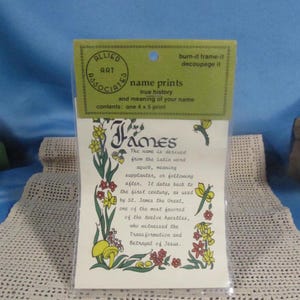 ALLIED
ART
ASSOCIATES
burn-it frame-it
decoupage it
name prints
true history
and meaning of your name
contents: one 4 x 5 print
James
The name is derived
from the latin word
meaning
supplanter, or following
after. It dates back to
the first century, as used
by St. James the Great,
one of the most favored
of the twelve Apostles,
who witnessed the
Transformation and
Betrayal of Jesus.